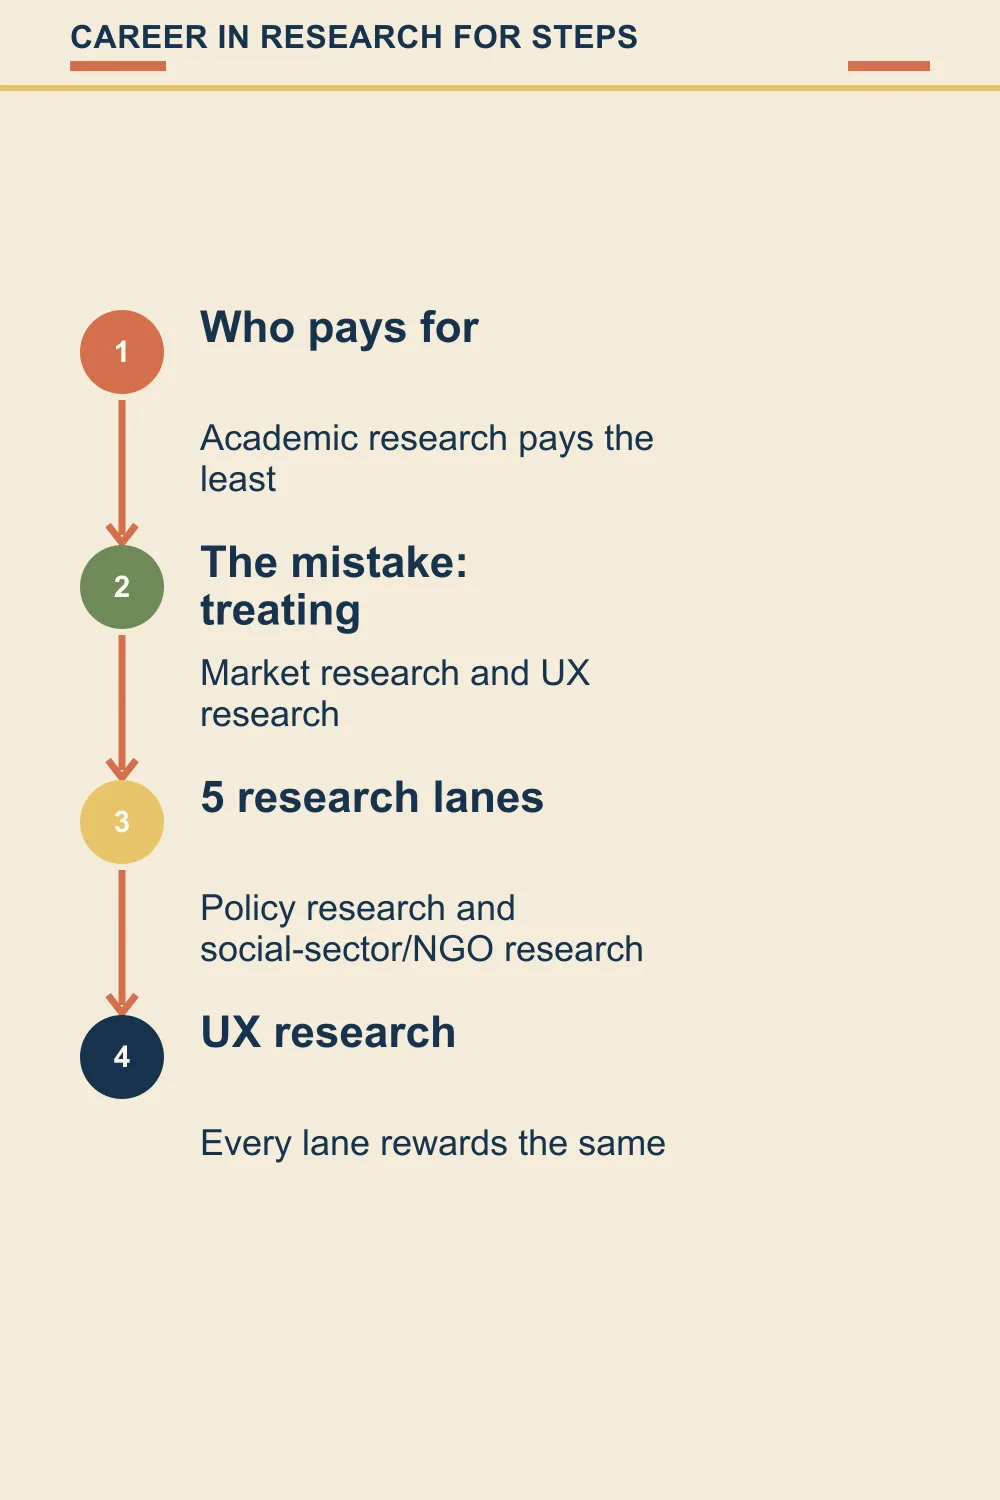 CAREER IN RESEARCH FOR STEPS
1
Who pays for
Academic research pays the
least
2
The mistake:
treating
Market research and UX
research
3
5 research lanes
Policy research and
social-sector/NGO research
4
UX research
Every lane rewards the same